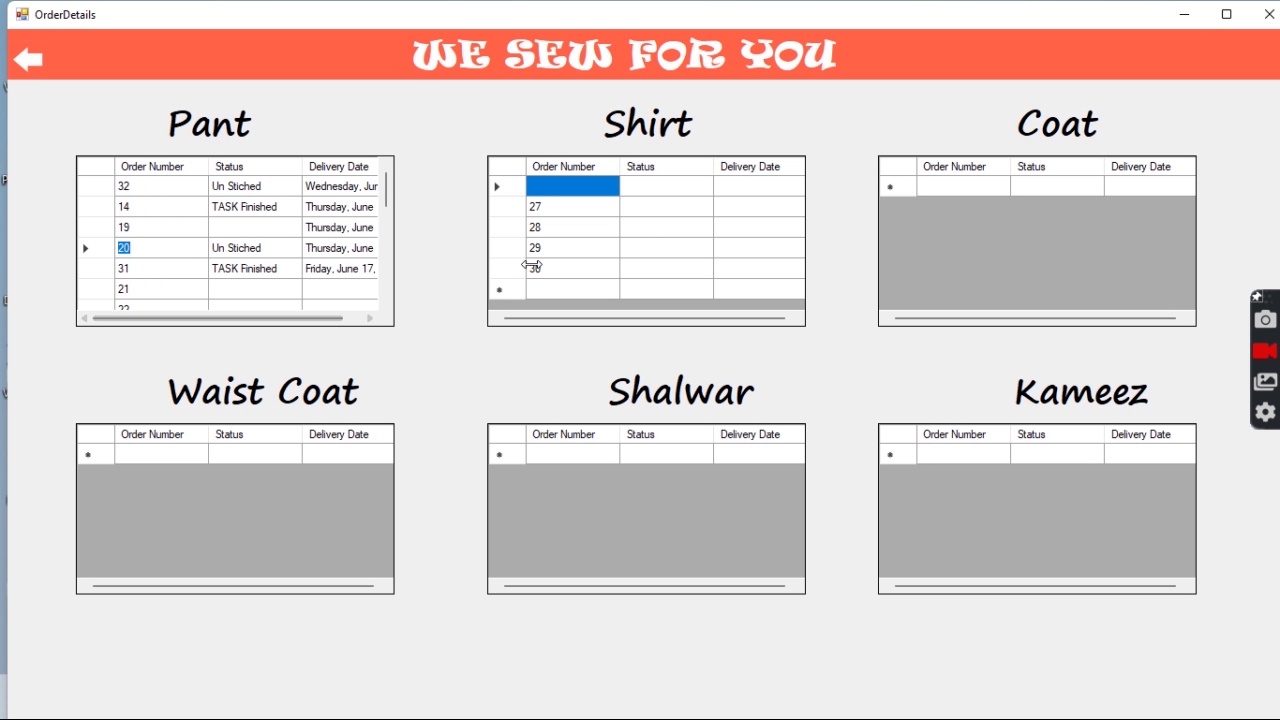 OrderDetails
WE SEW FOR YOU
Pant
Order Number Status Delivery Date
32 Un Stiched Wednesday, Jur
14 TASK Finished Thursday, June
19 Thursday, June
20 Un Stiched Thursday, June
31 TASK Finished Friday, June 17,
21
22
Shirt
Order Number Status Delivery Date
27
28
29
30
Coat
Order Number Status Delivery Date
Waist Coat
Order Number Status Delivery Date
Shalwar
Order Number Status Delivery Date
Kameez
Order Number Status Delivery Date